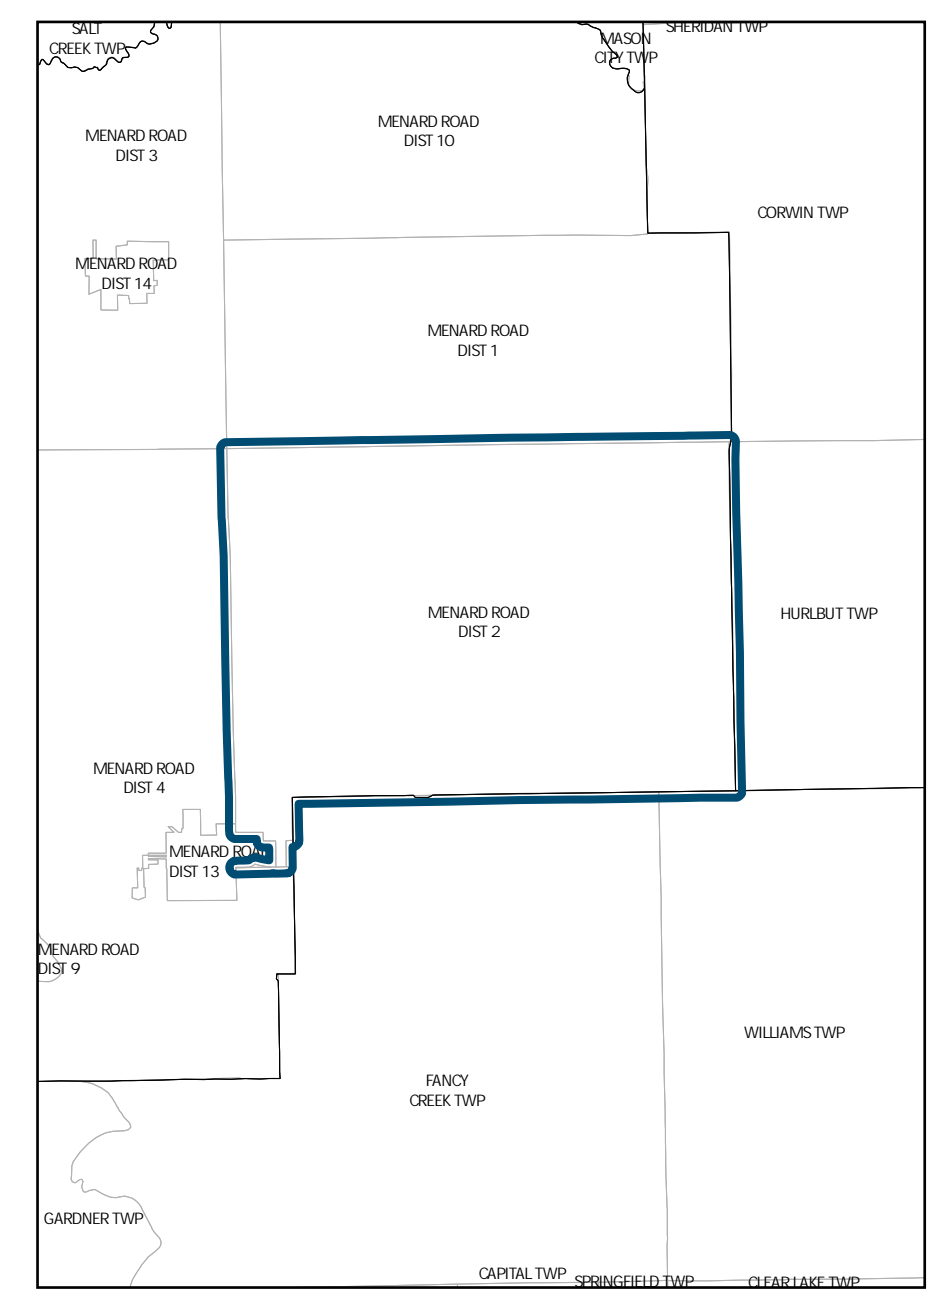 SALT
CREEK TWP
MASON
CITY TWP
SHERIDAN TWP
MENARD ROAD
DIST 3
MENARD ROAD
DIST 10
CORWIN TWP
MENARD ROAD
DIST 14
MENARD ROAD
DIST 1
MENARD ROAD
DIST 2
HURLBUT TWP
MENARD ROAD
DIST 4
MENARD ROAD
DIST 13
MENARD ROAD
DIST 9
WILLIAMS TWP
FANCY
CREEK TWP
GARDNER TWP
CAPITAL TWP
SPRINGFIELD TWP
CLEAR LAKE TWP